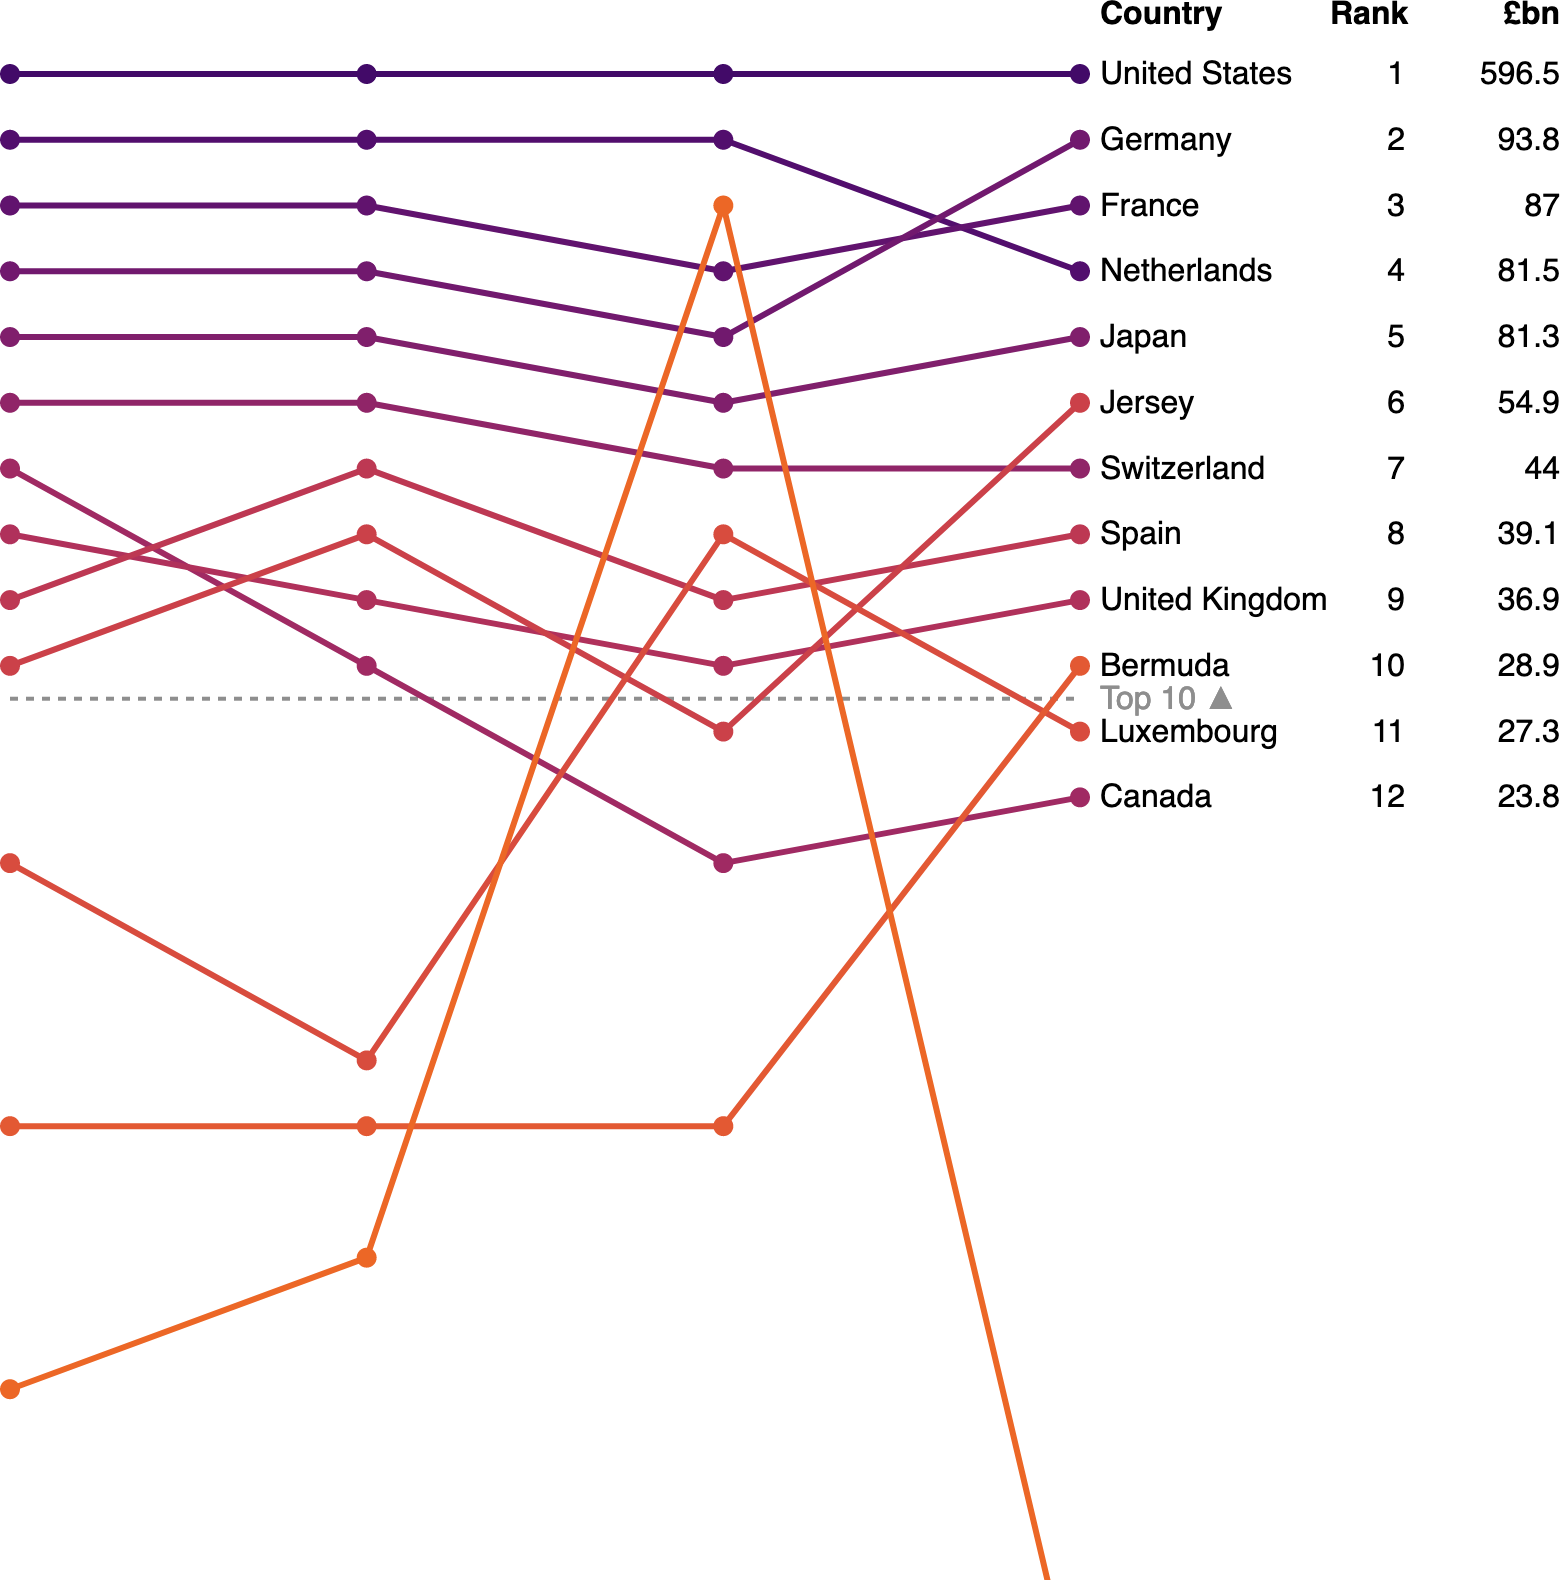 Country Rank £bn
United States 1 596.5
Germany 2 93.8
France 3 87
Netherlands 4 81.5
Japan 5 81.3
Jersey 6 54.9
Switzerland 7 44
Spain 8 39.1
United Kingdom 9 36.9
Bermuda 10 28.9
Top 10 ▲
Luxembourg 11 27.3
Canada 12 23.8